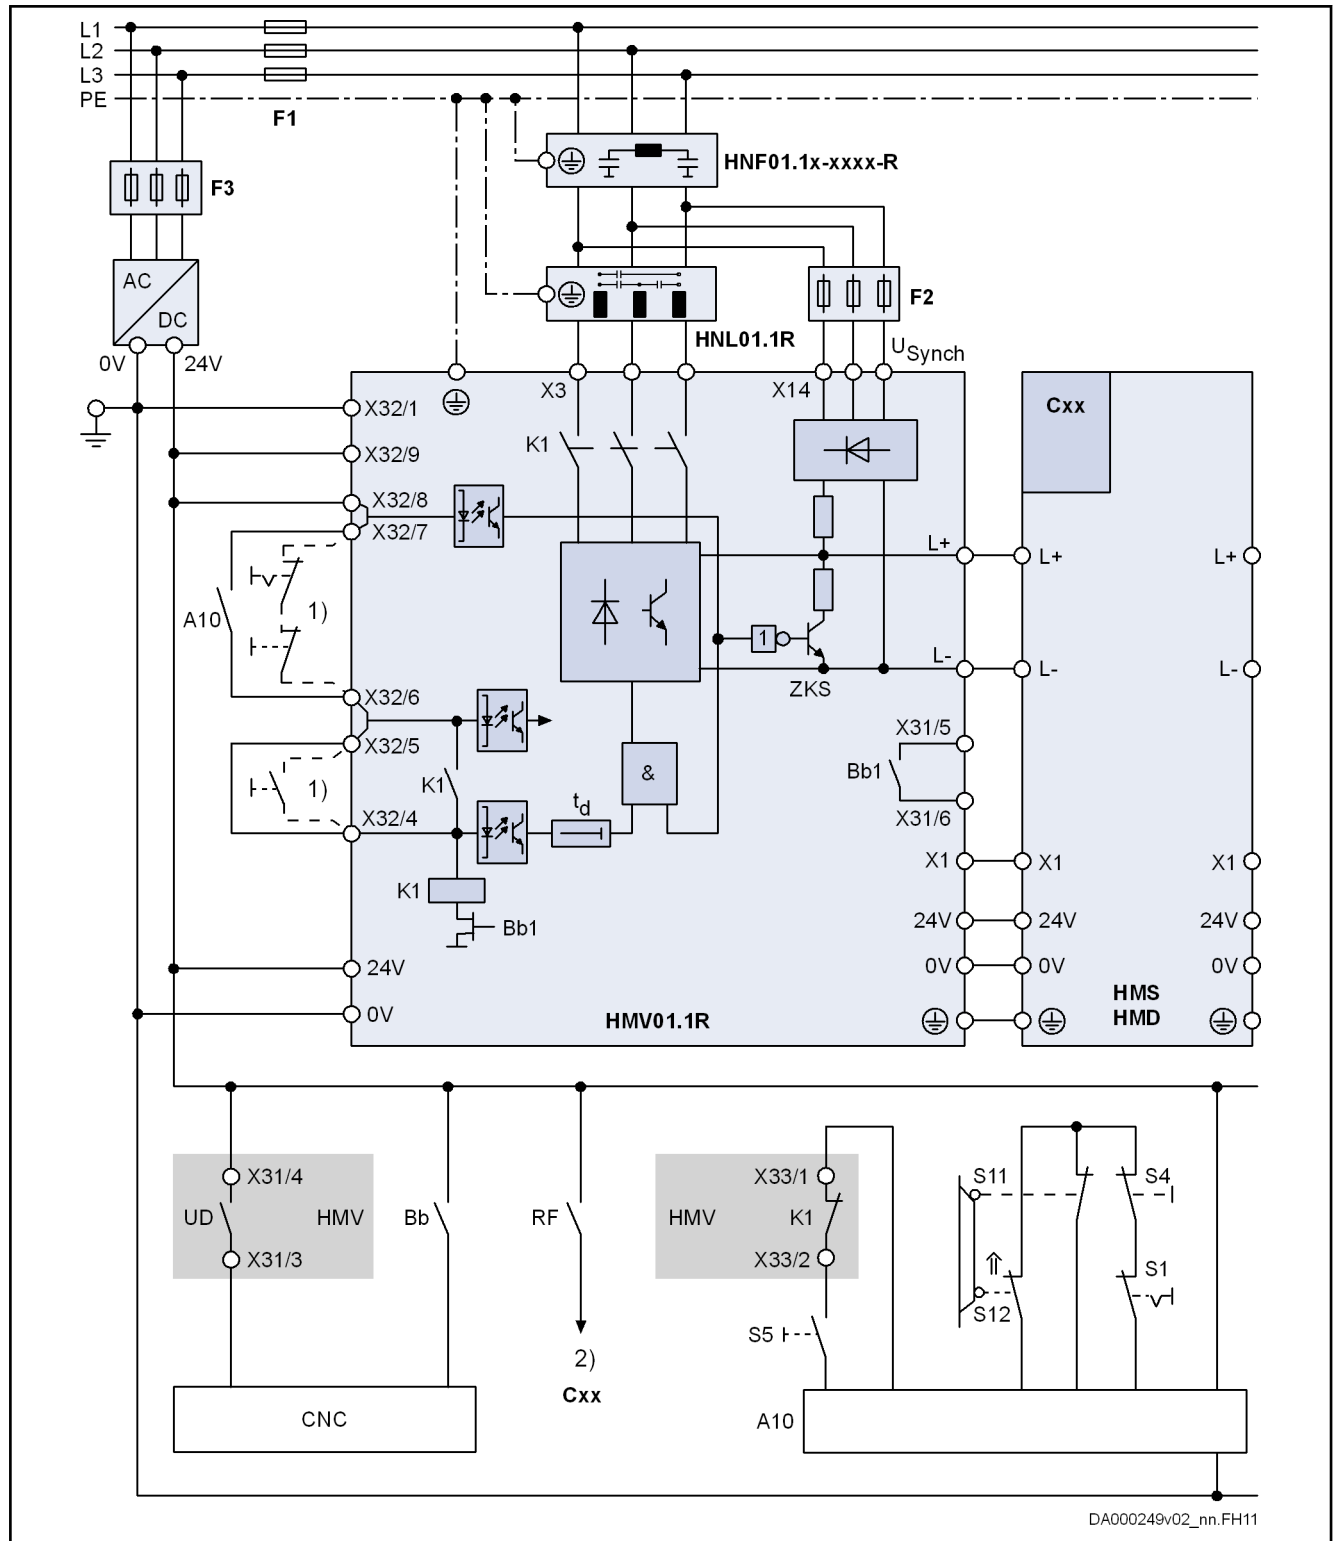 L1
L2
L3
PE
F1
HNF01.1x-xxxx-R
F3
AC
DC
F2
HNL01.1R
0V
24V
USynch
X3
X14
X32/1
Cxx
K1
X32/9
X32/8
X32/7
L+
L+
L+
A10
1)
1
L-
L-
L-
ZKS
X32/6
X31/5
X32/5
Bb1
&
1)
K1
td
X32/4
X31/6
X1
X1
X1
K1
24V
24V
24V
Bb1
24V
0V
0V
0V
HMS
HMD
0V
HMV01.1R
X31/4
X33/1
S11
S4
UD
HMV
Bb
RF
HMV
K1
X31/3
X33/2
S1
S12
S5
2)
Cxx
CNC
A10
DA000249v02_nn.FH11